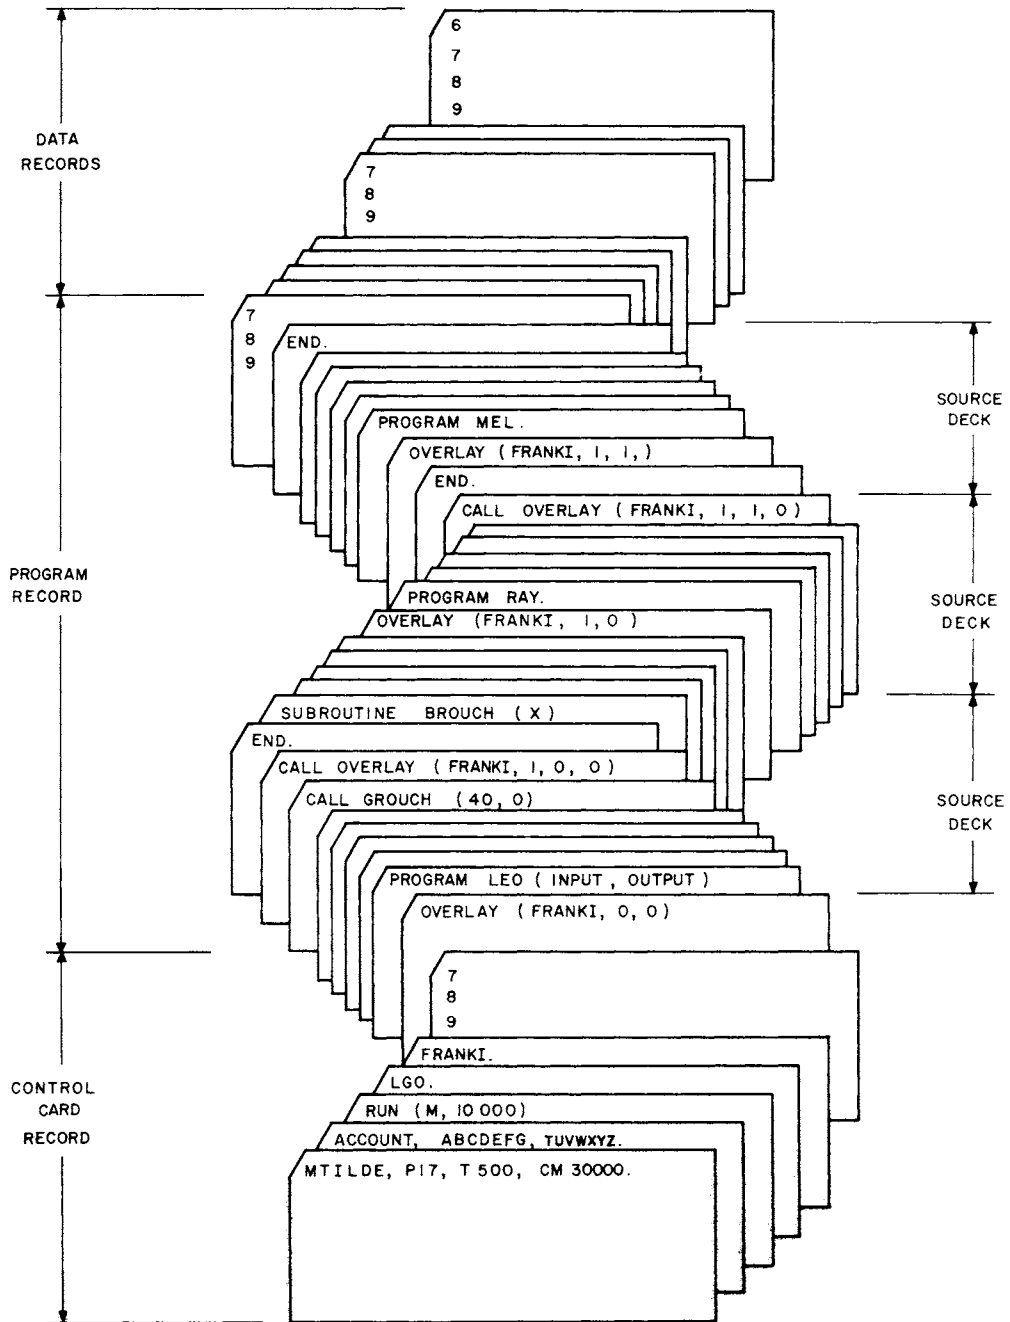 6
7
8
9
DATA
RECORDS
7
8
9
7
8
9
END.
SOURCE
DECK
PROGRAM MEL.
OVERLAY (FRANKI, 1, 1,)
END.
CALL OVERLAY (FRANKI, 1, 1, 0)
PROGRAM
RECORD
PROGRAM RAY.
SOURCE
DECK
OVERLAY (FRANKI, 1,0)
SUBROUTINE BROUCH (X)
END.
CALL OVERLAY (FRANKI, 1, 0, 0)
CALL GROUCH (40, 0)
SOURCE
DECK
PROGRAM LEO (INPUT, OUTPUT)
OVERLAY (FRANKI, 0, 0)
7
8
9
FRANKI.
LGO.
CONTROL
CARD
RECORD
RUN (M, 10 000)
ACCOUNT, ABCDEFG, TUVWXYZ.
MTILDE, P17, T 500, CM 30000.